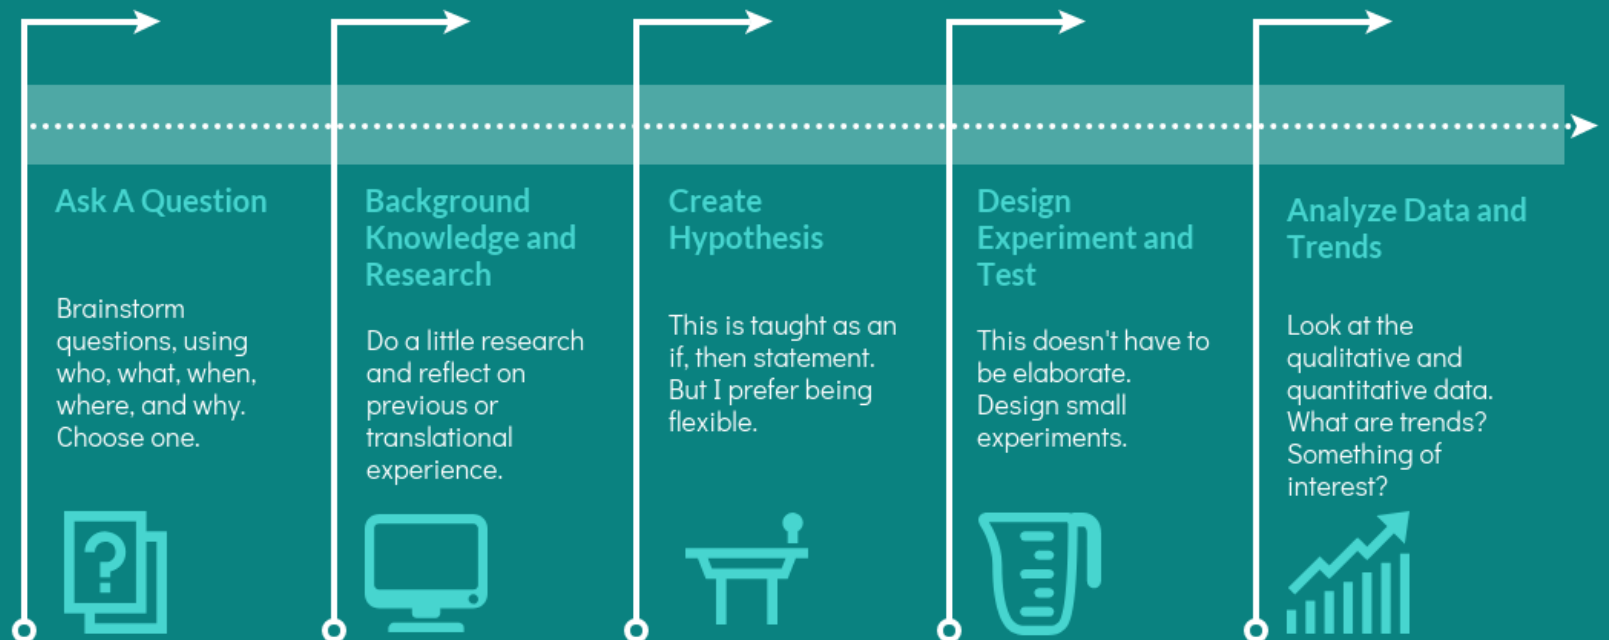 Ask A Question
Brainstorm
questions, using
who, what, when,
where, and why.
Choose one.
Background
Knowledge and
Research
Do a little research
and reflect on
previous or
translational
experience.
Create
Hypothesis
This is taught as an
if, then statement.
But I prefer being
flexible.
Design
Experiment and
Test
This doesn't have to
be elaborate.
Design small
experiments.
Analyze Data and
Trends
Look at the
qualitative and
quantitative data.
What are trends?
Something of
interest?
?